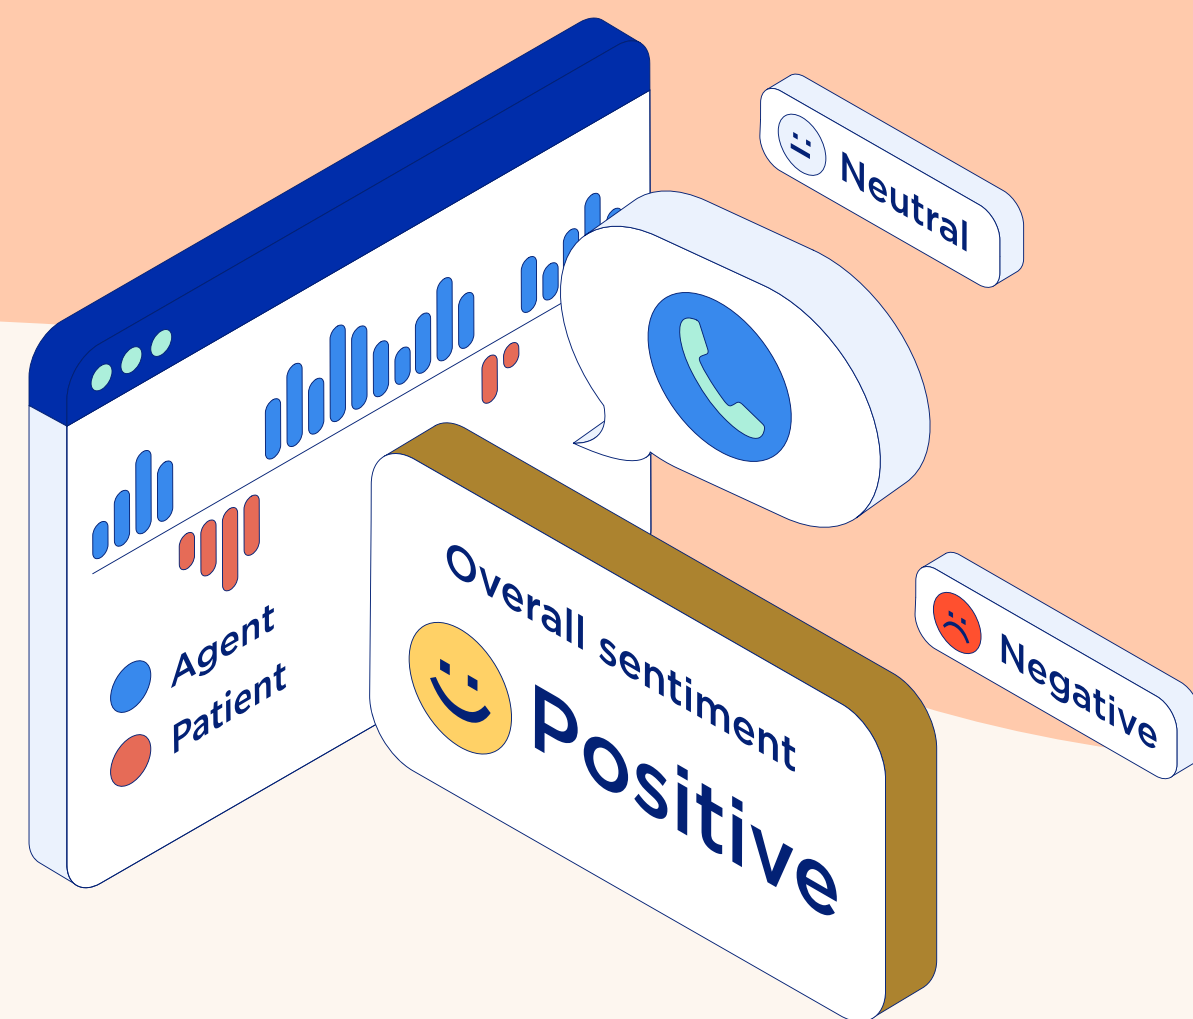 Neutral
Agent
Patient
Overall sentiment
Positive
Negative